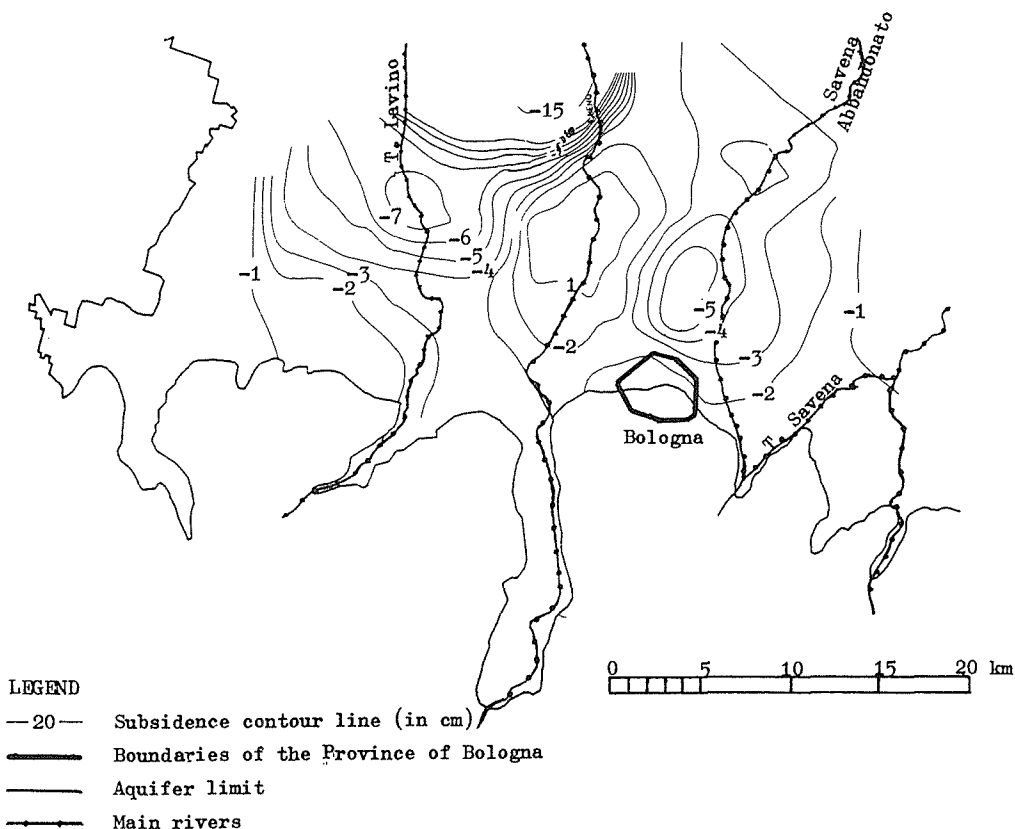 Savena
Abbandonato
T. Lavino
-15
-7
-6
-5
-4
-3
-2
-1
1
-2
-5
-4
-3
-2
-1
T. Savena
Bologna
0 5 10 15 20 km
LEGEND
—20— Subsidence contour line (in cm)
Boundaries of the Province of Bologna
Aquifer limit
Main rivers